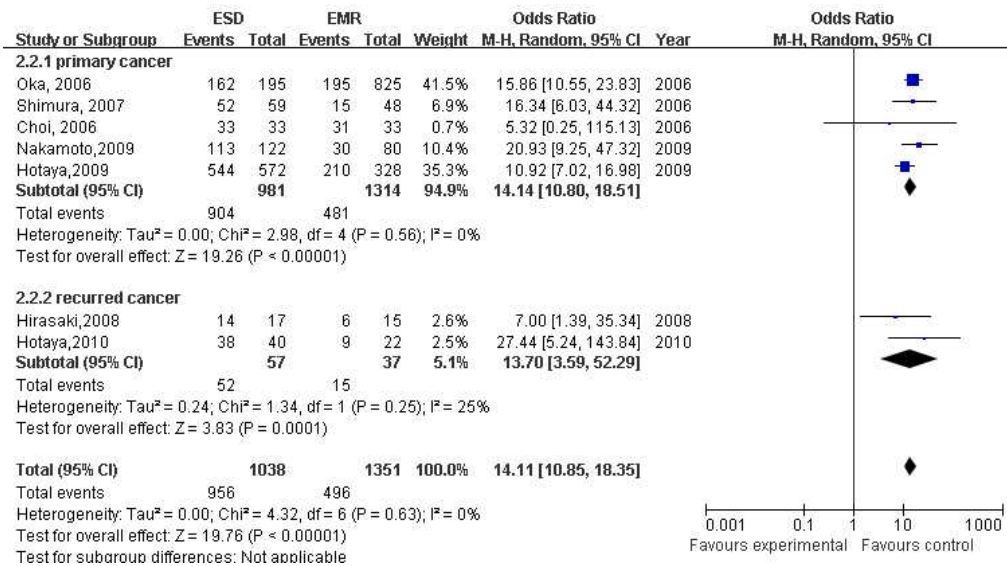 ESD EMR Odds Ratio Odds Ratio
Study or Subgroup Events Total Events Total Weight M-H, Random, 95% CI Year M-H, Random, 95% CI
2.2.1 primary cancer
Oka, 2006 162 195 195 825 41.5% 15.86 [10.55, 23.83] 2006
Shimura, 2007 52 59 15 48 6.9% 16.34 [6.03, 44.32] 2006
Choi, 2006 33 33 31 33 0.7% 5.32 [0.25, 115.13] 2006
Nakamoto,2009 113 122 30 80 10.4% 20.93 [9.25, 47.32] 2009
Hotaya,2009 544 572 210 328 35.3% 10.92 [7.02, 16.98] 2009
Subtotal (95% CI) 981 1314 94.9% 14.14 [10.80, 18.51]
Total events 904 481
Heterogeneity: Tau² = 0.00; Chi² = 2.98, df = 4 (P = 0.56); I² = 0%
Test for overall effect: Z = 19.26 (P < 0.00001)
2.2.2 recurred cancer
Hirasaki,2008 14 17 6 15 2.6% 7.00 [1.39, 35.34] 2008
Hotaya,2010 38 40 9 22 2.5% 27.44 [5.24, 143.84] 2010
Subtotal (95% CI) 57 37 5.1% 13.70 [3.59, 52.29]
Total events 52 15
Heterogeneity: Tau² = 0.24; Chi² = 1.34, df = 1 (P = 0.25); I² = 25%
Test for overall effect: Z = 3.83 (P = 0.0001)
Total (95% CI) 1038 1351 100.0% 14.11 [10.85, 18.35]
Total events 956 496
Heterogeneity: Tau² = 0.00; Chi² = 4.32, df = 6 (P = 0.63); I² = 0%
Test for overall effect: Z = 19.76 (P < 0.00001)
Test for subgroup differences: Not applicable
0.001 0.1 1 10 1000
Favours experimental Favours control